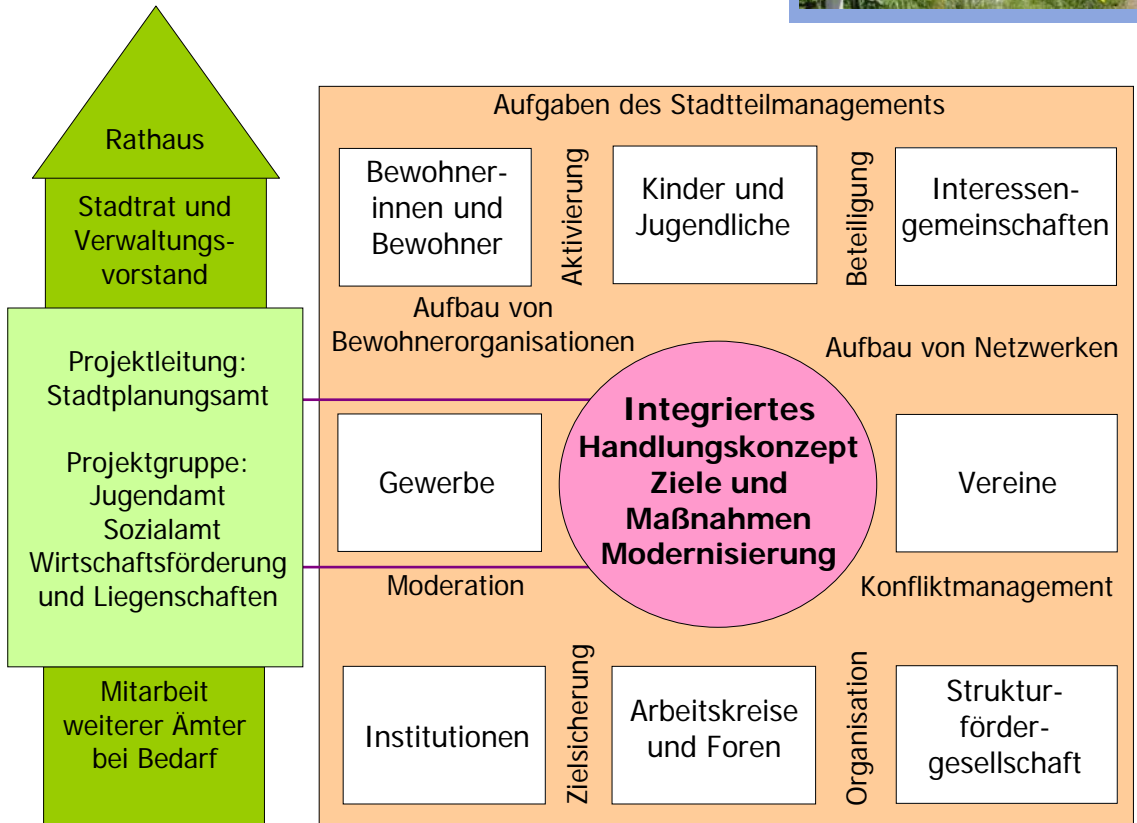 Rathaus
Stadtrat und
Verwaltungs-
vorstand
Projektleitung:
Stadtplanungsamt
Projektgruppe:
Jugendamt
Sozialamt
Wirtschaftsförderung
und Liegenschaften
Mitarbeit
weiterer Ämter
bei Bedarf
Aufgaben des Stadtteilmanagements
Bewohner-
innen und
Bewohner
Aktivierung
Kinder und
Jugendliche
Beteiligung
Interessen-
gemeinschaften
Aufbau von
Bewohnerorganisationen
Aufbau von Netzwerken
Gewerbe
Integriertes
Handlungskonzept
Ziele und
Maßnahmen
Modernisierung
Vereine
Moderation
Konfliktmanagement
Institutionen
Zielsicherung
Arbeitskreise
und Foren
Organisation
Struktur-
förder-
gesellschaft